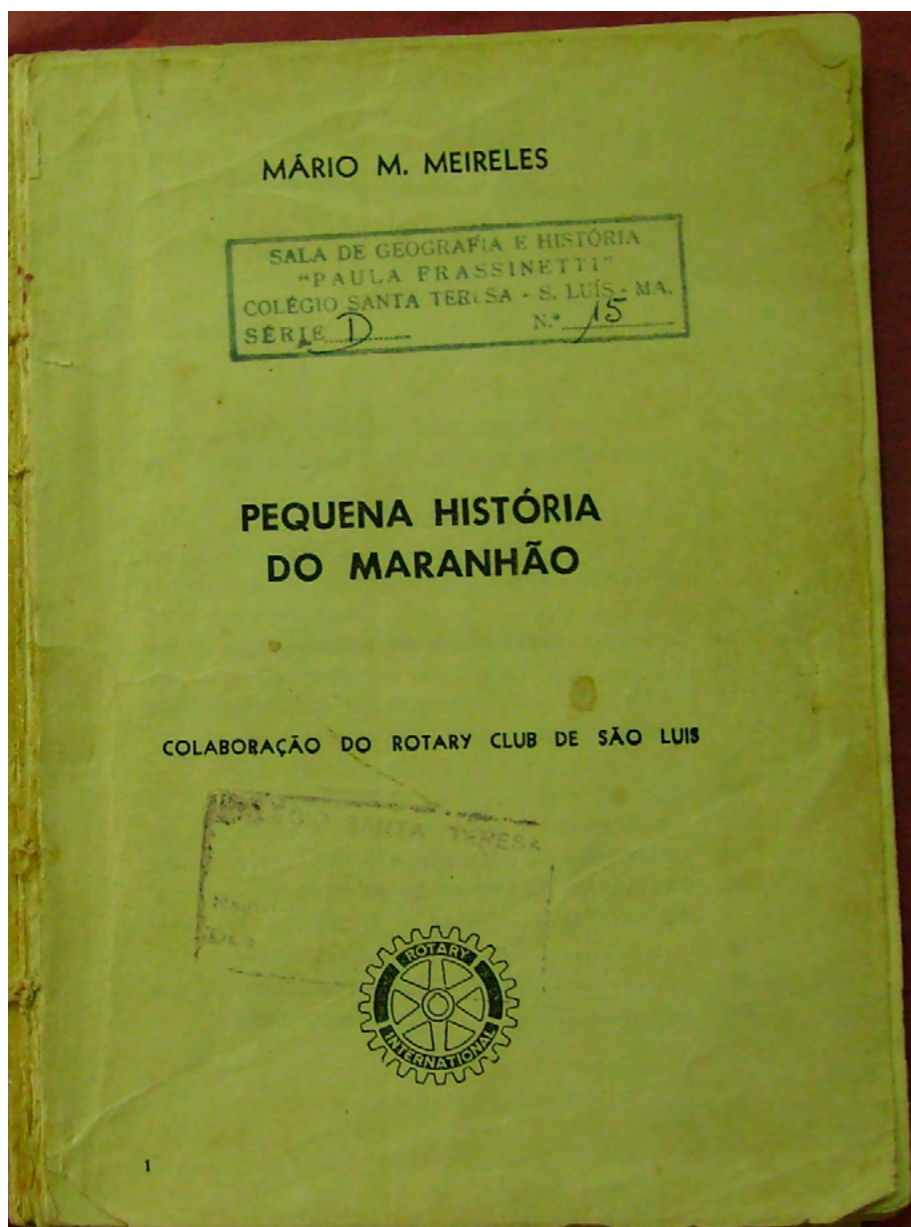 MÁRIO M. MEIRELES
SALA DE GEOGRAFIA E HISTÓRIA
"PAULA FRASSINETTI"
COLÉGIO SANTA TERESA - S. LUÍS - MA.
SÉRIE D N.º 15
PEQUENA HISTÓRIA
DO MARANHÃO
COLABORAÇÃO DO ROTARY CLUB DE SÃO LUIS
COLÉGIO SANTA TERESA
ROTARY
INTERNATIONAL
1